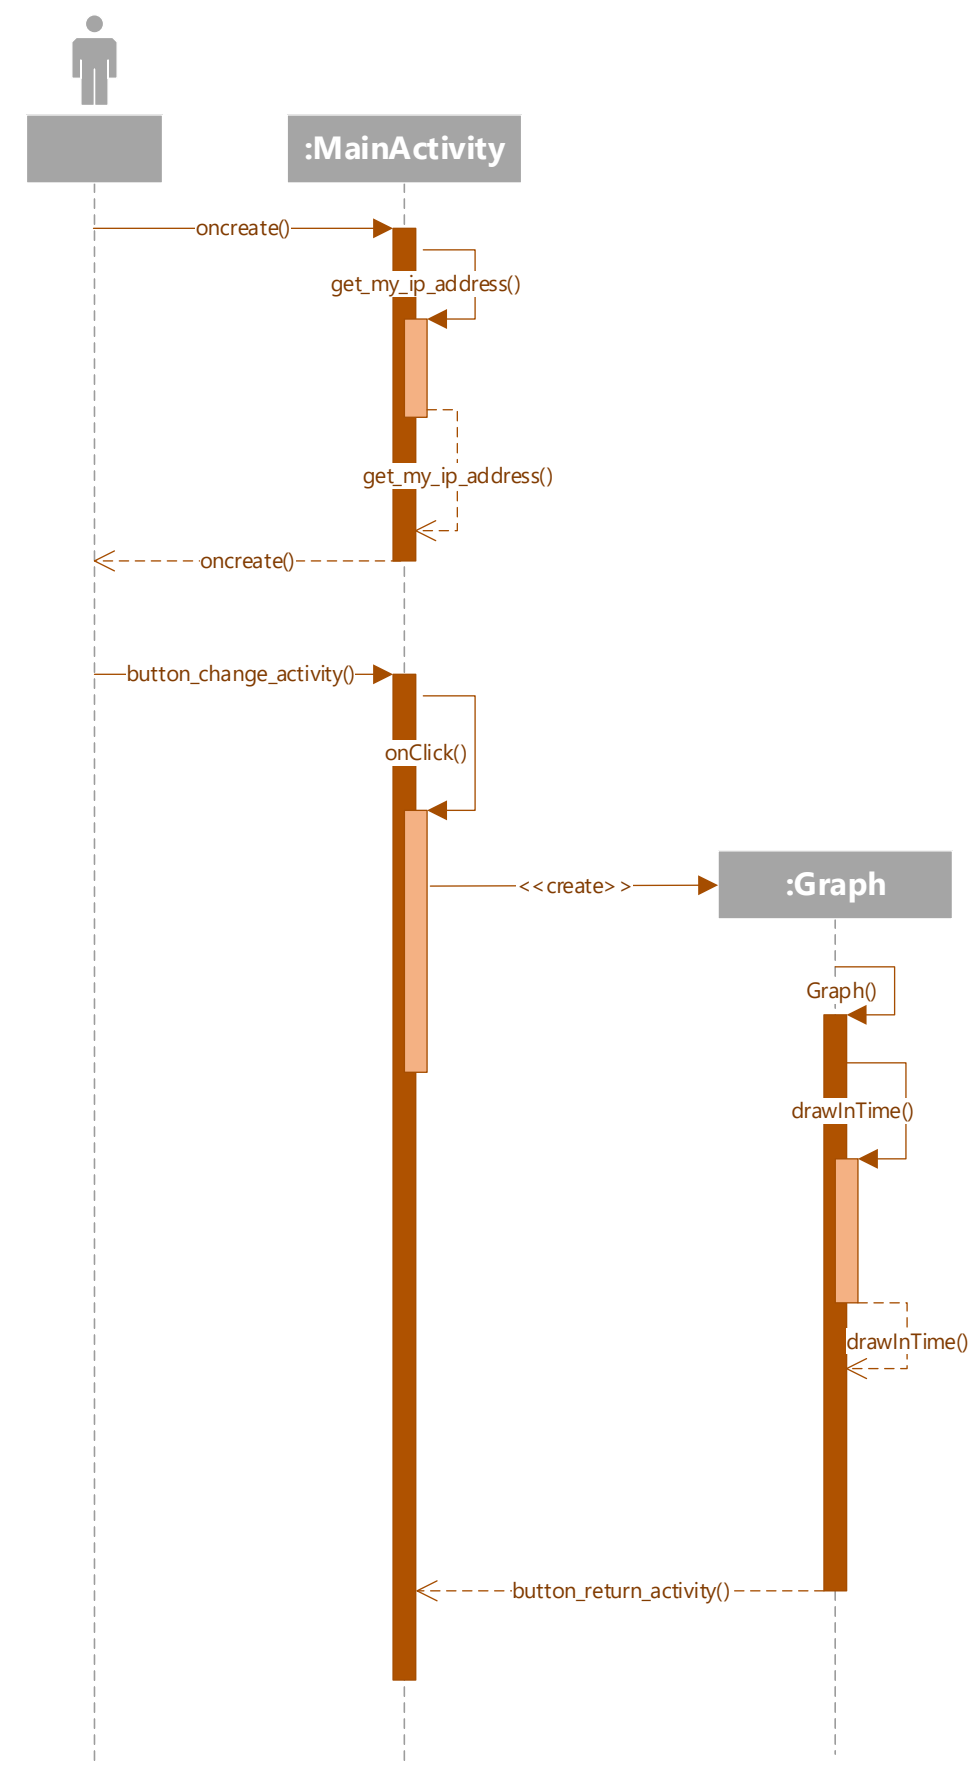 :MainActivity
oncreate()
get_my_ip_address()
get_my_ip_address()
oncreate()
button_change_activity()
onClick()
<<create>>
:Graph
Graph()
drawInTime()
drawInTime()
button_return_activity()